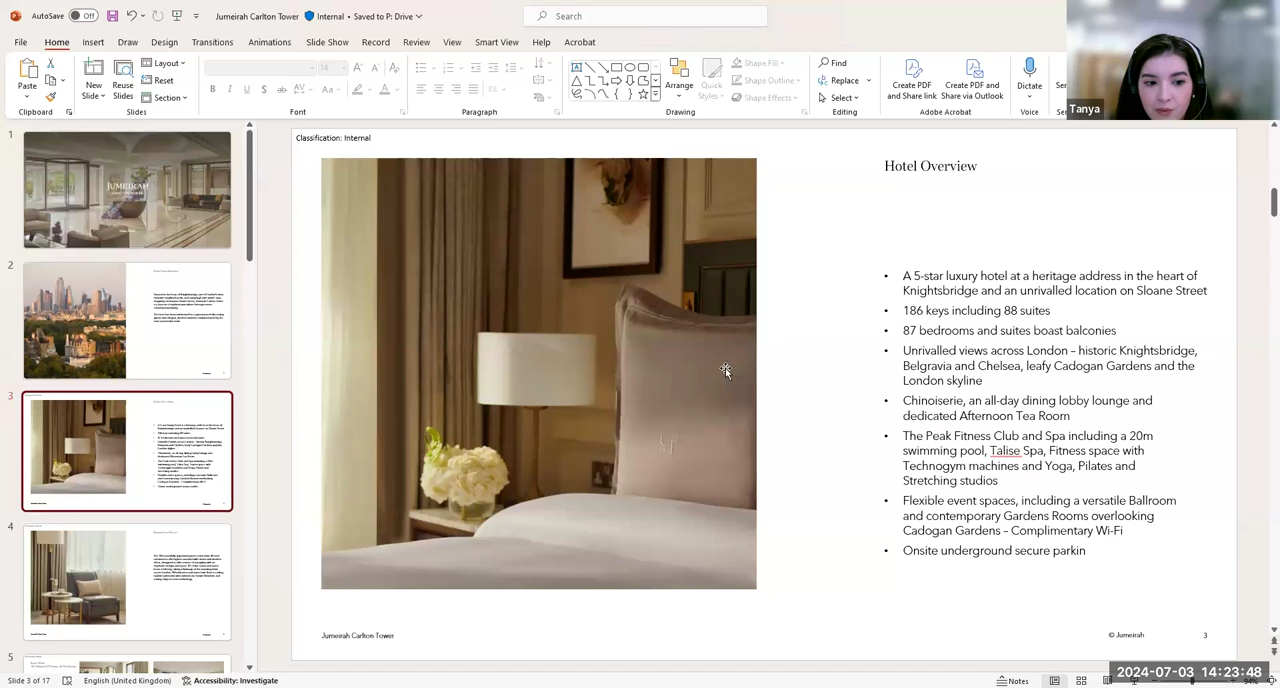 AutoSave Off Jumeirah Carlton Tower Internal • Saved to P: Drive Search
File Home Insert Draw Design Transitions Animations Slide Show Record Review View Smart View Help Acrobat
Paste
New Slide
Reuse Slides
Layout
Reset
Section
14
Aa
Arrange
Quick Styles
Shape Fill
Shape Outline
Shape Effects
Find
Replace
Select
Create PDF and Share link
Create PDF and Share via Outlook
Dictate
Clipboard Slides Font Paragraph Drawing Editing Adobe Acrobat Voice
Tanya
1
JUMEIRAH
2
3
4
5
Classification: Internal
Hotel Overview
• A 5-star luxury hotel at a heritage address in the heart of
Knightsbridge and an unrivalled location on Sloane Street
• 186 keys including 88 suites
• 87 bedrooms and suites boast balconies
• Unrivalled views across London – historic Knightsbridge,
Belgravia and Chelsea, leafy Cadogan Gardens and the
London skyline
• Chinoiserie, an all-day dining lobby lounge and
dedicated Afternoon Tea Room
• The Peak Fitness Club and Spa including a 20m
swimming pool, Talise Spa, Fitness space with
Technogym machines and Yoga, Pilates and
Stretching studios
• Flexible event spaces, including a versatile Ballroom
and contemporary Gardens Rooms overlooking
Cadogan Gardens – Complimentary Wi-Fi
• Onsite underground secure parkin
Jumeirah Carlton Tower © Jumeirah 3
Slide 3 of 17 English (United Kingdom) Accessibility: Investigate Notes
2024-07-03 14:23:48